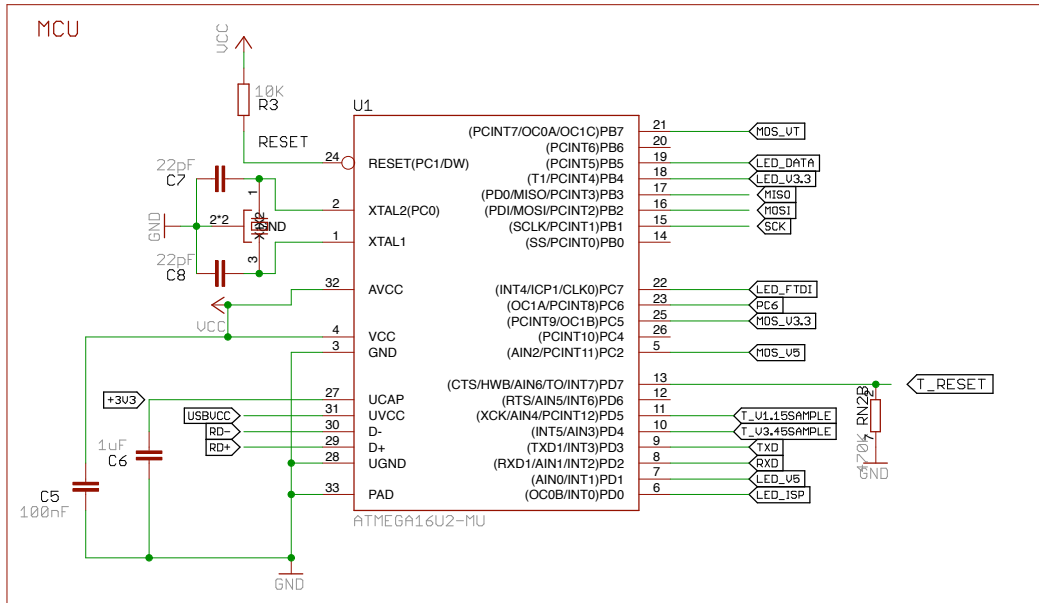 MCU
VCC
10K
R3
RESET
22pF
C7
1
GND
2*2
GND
3
22pF
C8
VCC
+3V3
USBVCC
RD-
RD+
1uF
C6
C5
100nF
GND
U1
24 RESET(PC1/DW)
2 XTAL2(PC0)
1 XTAL1
32 AVCC
4 VCC
3 GND
27 UCAP
31 UVCC
30 D-
29 D+
28 UGND
33 PAD
ATMEGA16U2-MU
(PCINT7/OC0A/OC1C)PB7 21 MOS_VT
(PCINT6)PB6 20
(PCINT5)PB5 19 LED_DATA
(T1/PCINT4)PB4 18 LED_V3.3
(PD0/MISO/PCINT3)PB3 17 MISO
(PDI/MOSI/PCINT2)PB2 16 MOSI
(SCLK/PCINT1)PB1 15 SCK
(SS/PCINT0)PB0 14
(INT4/ICP1/CLK0)PC7 22 LED_FTDI
(OC1A/PCINT8)PC6 23 PC6
(PCINT9/OC1B)PC5 25 MOS_V3.3
(PCINT10)PC4 26
(AIN2/PCINT11)PC2 5 MOS_V5
(CTS/HWB/AIN6/TO/INT7)PD7 13 T_RESET
(RTS/AIN5/INT6)PD6 12
(XCK/AIN4/PCINT12)PD5 11 T_V1.15SAMPLE
(INT5/AIN3)PD4 10 T_V3.45SAMPLE
(TXD1/INT3)PD3 9 TXD
(RXD1/AIN1/INT2)PD2 8 RXD
(AIN0/INT1)PD1 7 LED_V5
(OC0B/INT0)PD0 6 LED_ISP
2
RN2B
7
470K
GND